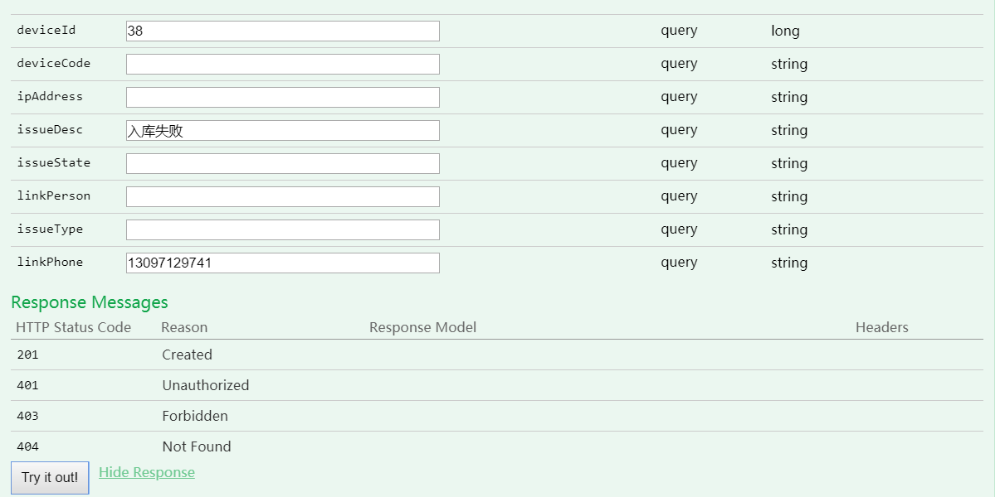 deviceId 38 query long
deviceCode query string
ipAddress query string
issueDesc 入库失败 query string
issueState query string
linkPerson query string
issueType query string
linkPhone 13097129741 query string
Response Messages
HTTP Status Code Reason Response Model Headers
201 Created
401 Unauthorized
403 Forbidden
404 Not Found
Try it out! Hide Response